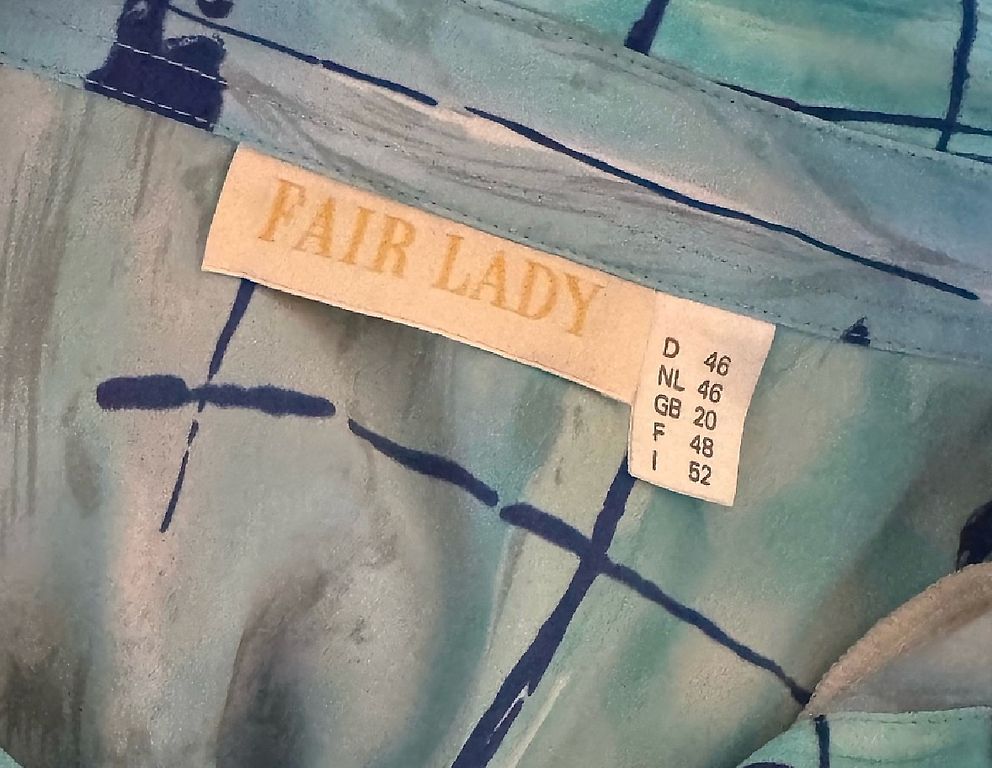 FAIR LADY
D 46
NL 46
GB 20
F 48
I 52